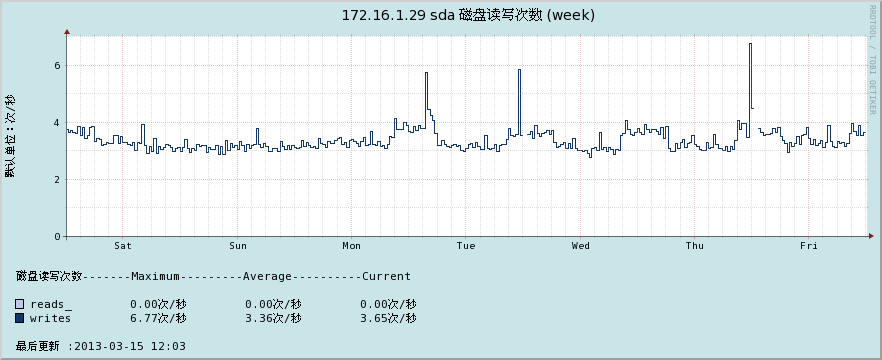 172.16.1.29 sda 磁盘读写次数 (week)
RRDTOOL / TOBI OETIKER
默认单位：次/秒
6
4
2
0
Sat Sun Mon Tue Wed Thu Fri
磁盘读写次数-------Maximum---------Average----------Current
reads_ 0.00次/秒 0.00次/秒 0.00次/秒
writes 6.77次/秒 3.36次/秒 3.65次/秒
最后更新 :2013-03-15 12:03